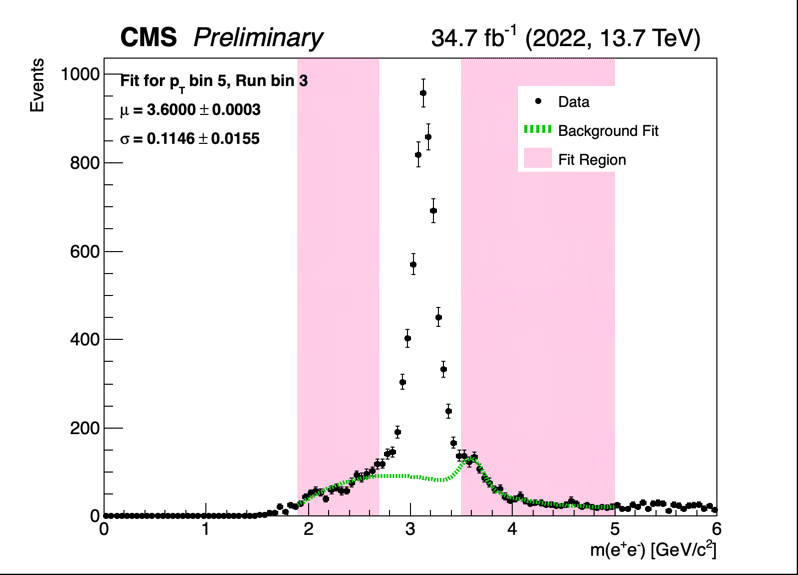 CMS Preliminary
34.7 fb-1 (2022, 13.7 TeV)
Events
1000
800
600
400
200
0
Fit for pT bin 5, Run bin 3
μ = 3.6000 ± 0.0003
σ = 0.1146 ± 0.0155
Data
Background Fit
Fit Region
0 1 2 3 4 5 6
m(e+e-) [GeV/c2]